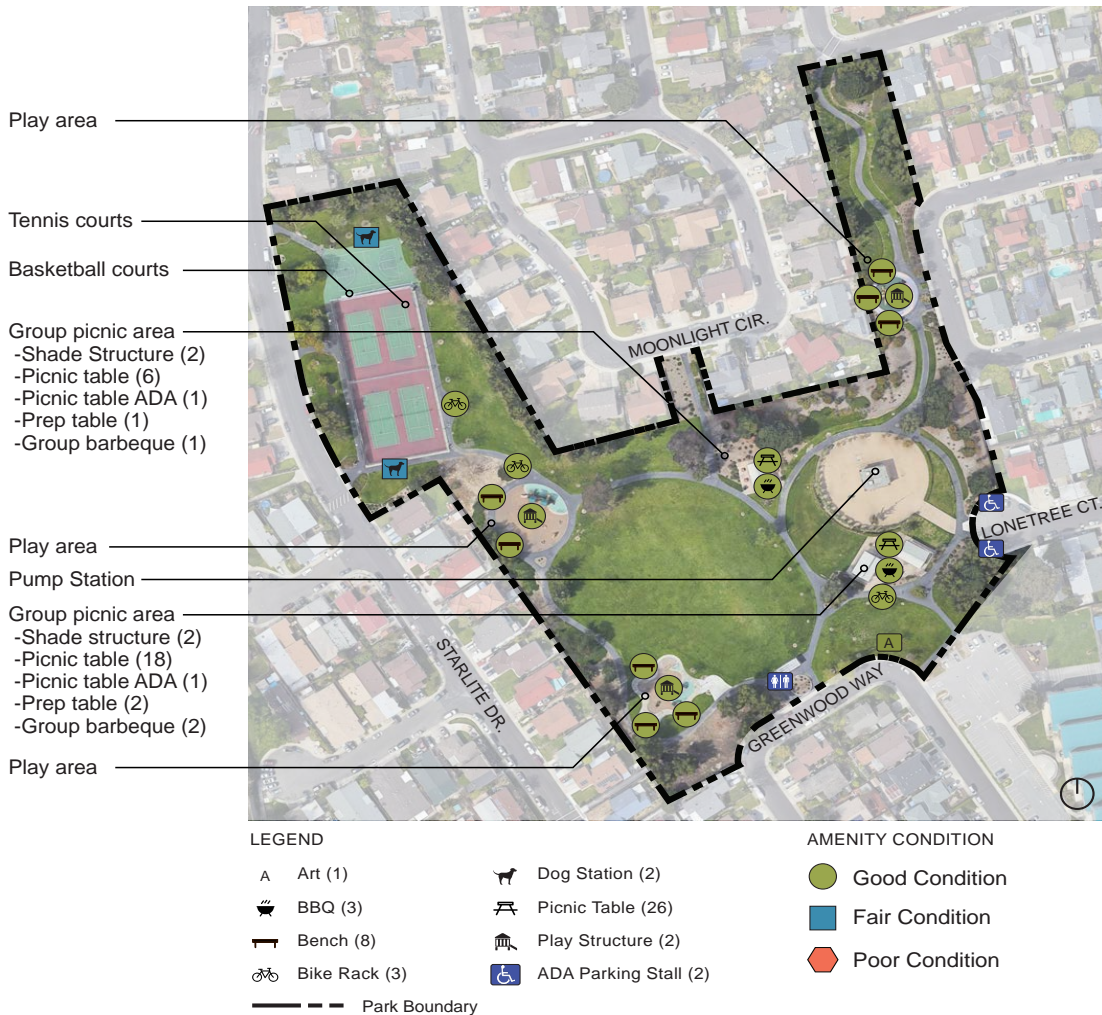 Play area
Tennis courts
Basketball courts
Group picnic area
-Shade Structure (2)
-Picnic table (6)
-Picnic table ADA (1)
-Prep table (1)
-Group barbeque (1)
Play area
Pump Station
Group picnic area
-Shade structure (2)
-Picnic table (18)
-Picnic table ADA (1)
-Prep table (2)
-Group barbeque (2)
Play area
MOONLIGHT CIR.
LONETREE CT.
STARLITE DR.
A
GREENWOOD WAY
LEGEND
A Art (1)
BBQ (3)
Bench (8)
Bike Rack (3)
Park Boundary
Dog Station (2)
Picnic Table (26)
Play Structure (2)
ADA Parking Stall (2)
AMENITY CONDITION
Good Condition
Fair Condition
Poor Condition